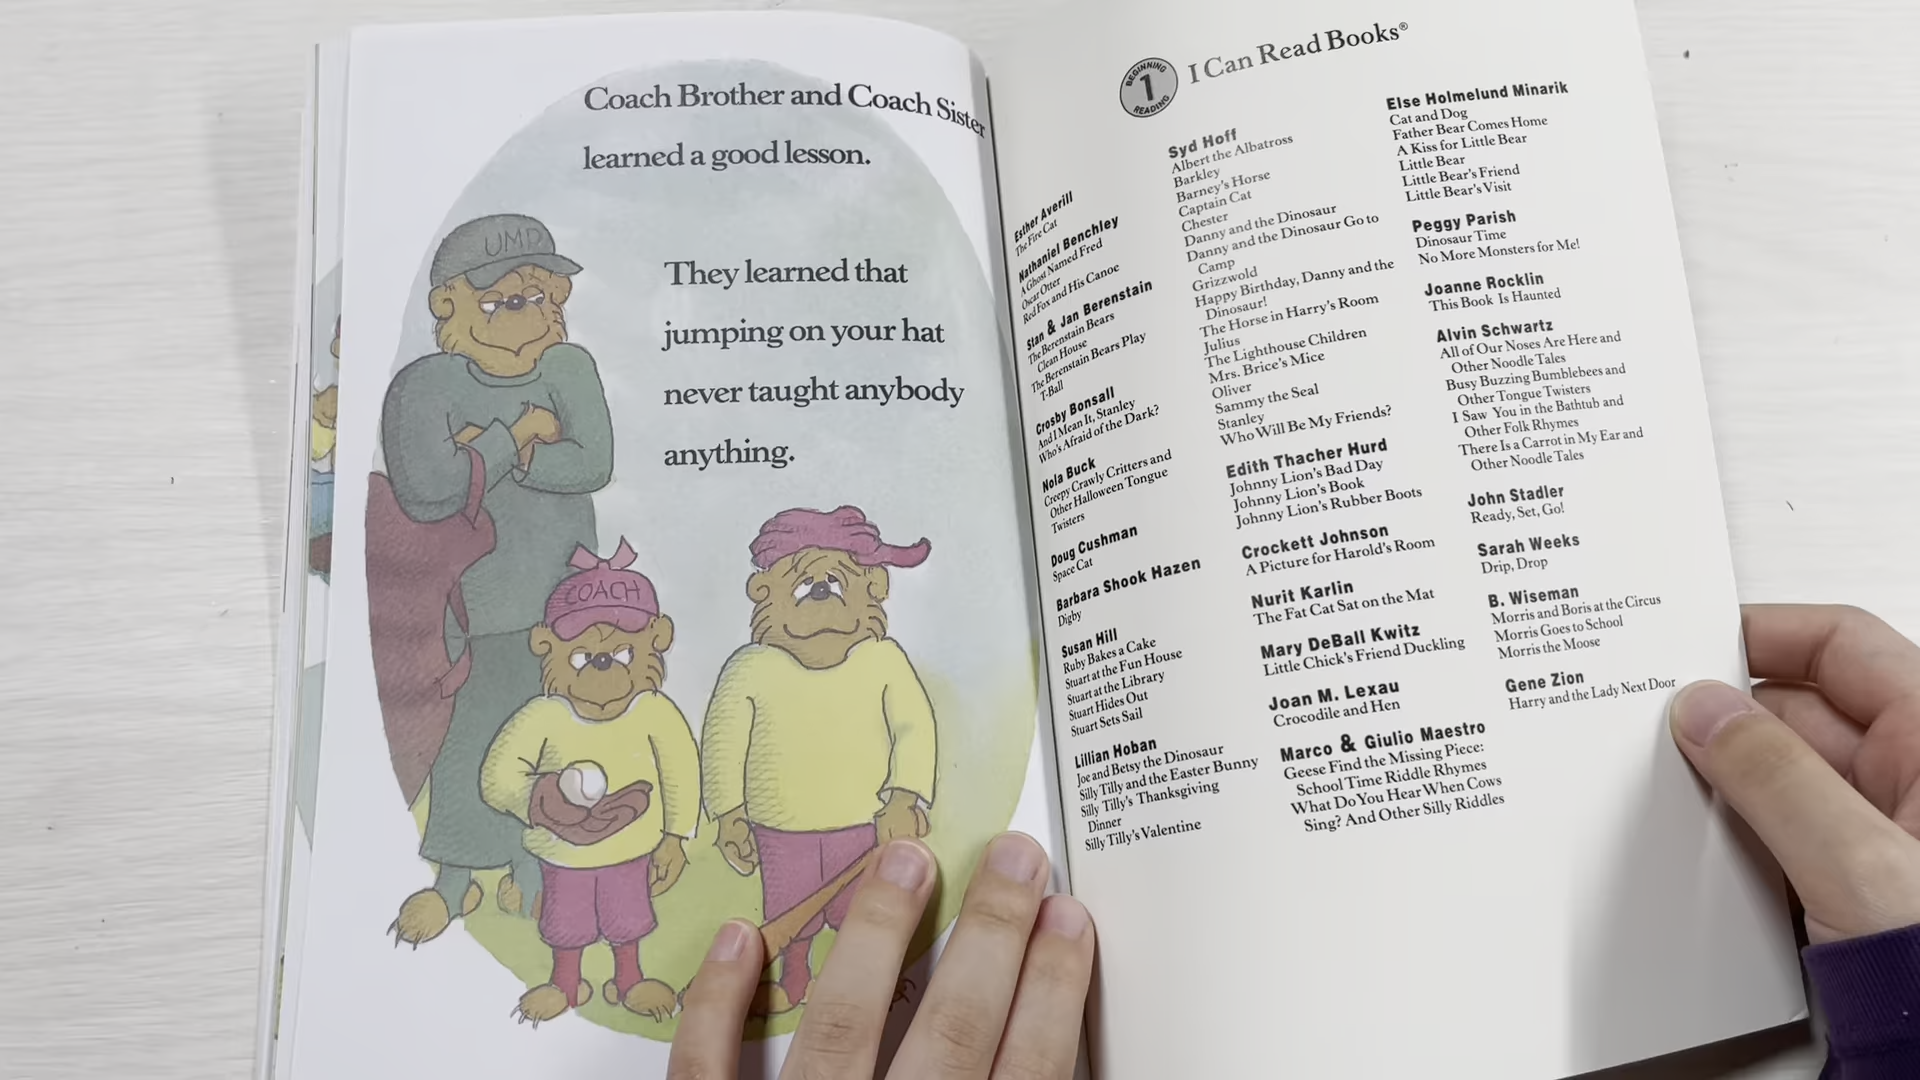 Coach Brother and Coach Sister
learned a good lesson.
They learned that
jumping on your hat
never taught anybody
anything.
UMP
COACH
BEGINNING
1
READING
I Can Read Books®
Esther Averill
The Fire Cat
Nathaniel Benchley
A Ghost Named Fred
Oscar Otter
Red Fox and His Canoe
Stan & Jan Berenstain
The Berenstain Bears
Clean House
The Berenstain Bears Play
T-Ball
Crosby Bonsall
And I Mean It, Stanley
Who's Afraid of the Dark?
Nola Buck
Creepy Crawly Critters and
Other Halloween Tongue
Twisters
Doug Cushman
Space Cat
Barbara Shook Hazen
Digby
Susan Hill
Ruby Bakes a Cake
Stuart at the Fun House
Stuart at the Library
Stuart Hides Out
Stuart Sets Sail
Lillian Hoban
Joe and Betsy the Dinosaur
Silly Tilly and the Easter Bunny
Silly Tilly's Thanksgiving
Dinner
Silly Tilly's Valentine
Syd Hoff
Albert the Albatross
Barkley
Barney's Horse
Captain Cat
Chester
Danny and the Dinosaur
Danny and the Dinosaur Go to
Camp
Grizzwold
Happy Birthday, Danny and the
Dinosaur!
The Horse in Harry's Room
Julius
The Lighthouse Children
Mrs. Brice's Mice
Oliver
Sammy the Seal
Stanley
Who Will Be My Friends?
Edith Thacher Hurd
Johnny Lion's Bad Day
Johnny Lion's Book
Johnny Lion's Rubber Boots
Crockett Johnson
A Picture for Harold's Room
Nurit Karlin
The Fat Cat Sat on the Mat
Mary DeBall Kwitz
Little Chick's Friend Duckling
Joan M. Lexau
Crocodile and Hen
Marco & Giulio Maestro
Geese Find the Missing Piece:
School Time Riddle Rhymes
What Do You Hear When Cows
Sing? And Other Silly Riddles
Else Holmelund Minarik
Cat and Dog
Father Bear Comes Home
A Kiss for Little Bear
Little Bear
Little Bear's Friend
Little Bear's Visit
Peggy Parish
Dinosaur Time
No More Monsters for Me!
Joanne Rocklin
This Book Is Haunted
Alvin Schwartz
All of Our Noses Are Here and
Other Noodle Tales
Busy Buzzing Bumblebees and
Other Tongue Twisters
I Saw You in the Bathtub and
Other Folk Rhymes
There Is a Carrot in My Ear and
Other Noodle Tales
John Stadler
Ready, Set, Go!
Sarah Weeks
Drip, Drop
B. Wiseman
Morris and Boris at the Circus
Morris Goes to School
Morris the Moose
Gene Zion
Harry and the Lady Next Door